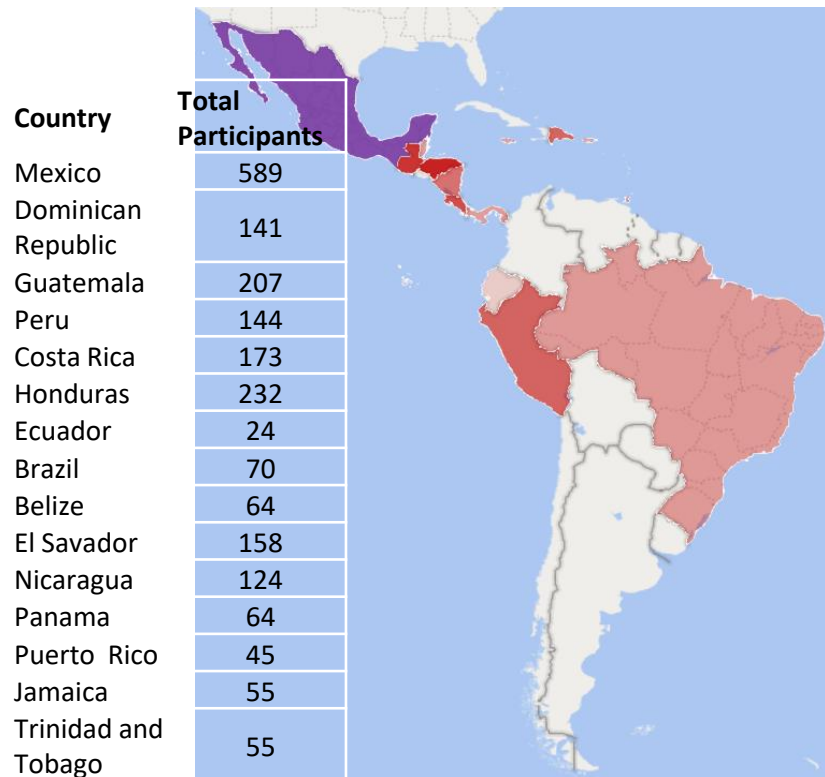 Country Total Participants
Mexico 589
Dominican Republic 141
Guatemala 207
Peru 144
Costa Rica 173
Honduras 232
Ecuador 24
Brazil 70
Belize 64
El Savador 158
Nicaragua 124
Panama 64
Puerto Rico 45
Jamaica 55
Trinidad and Tobago 55